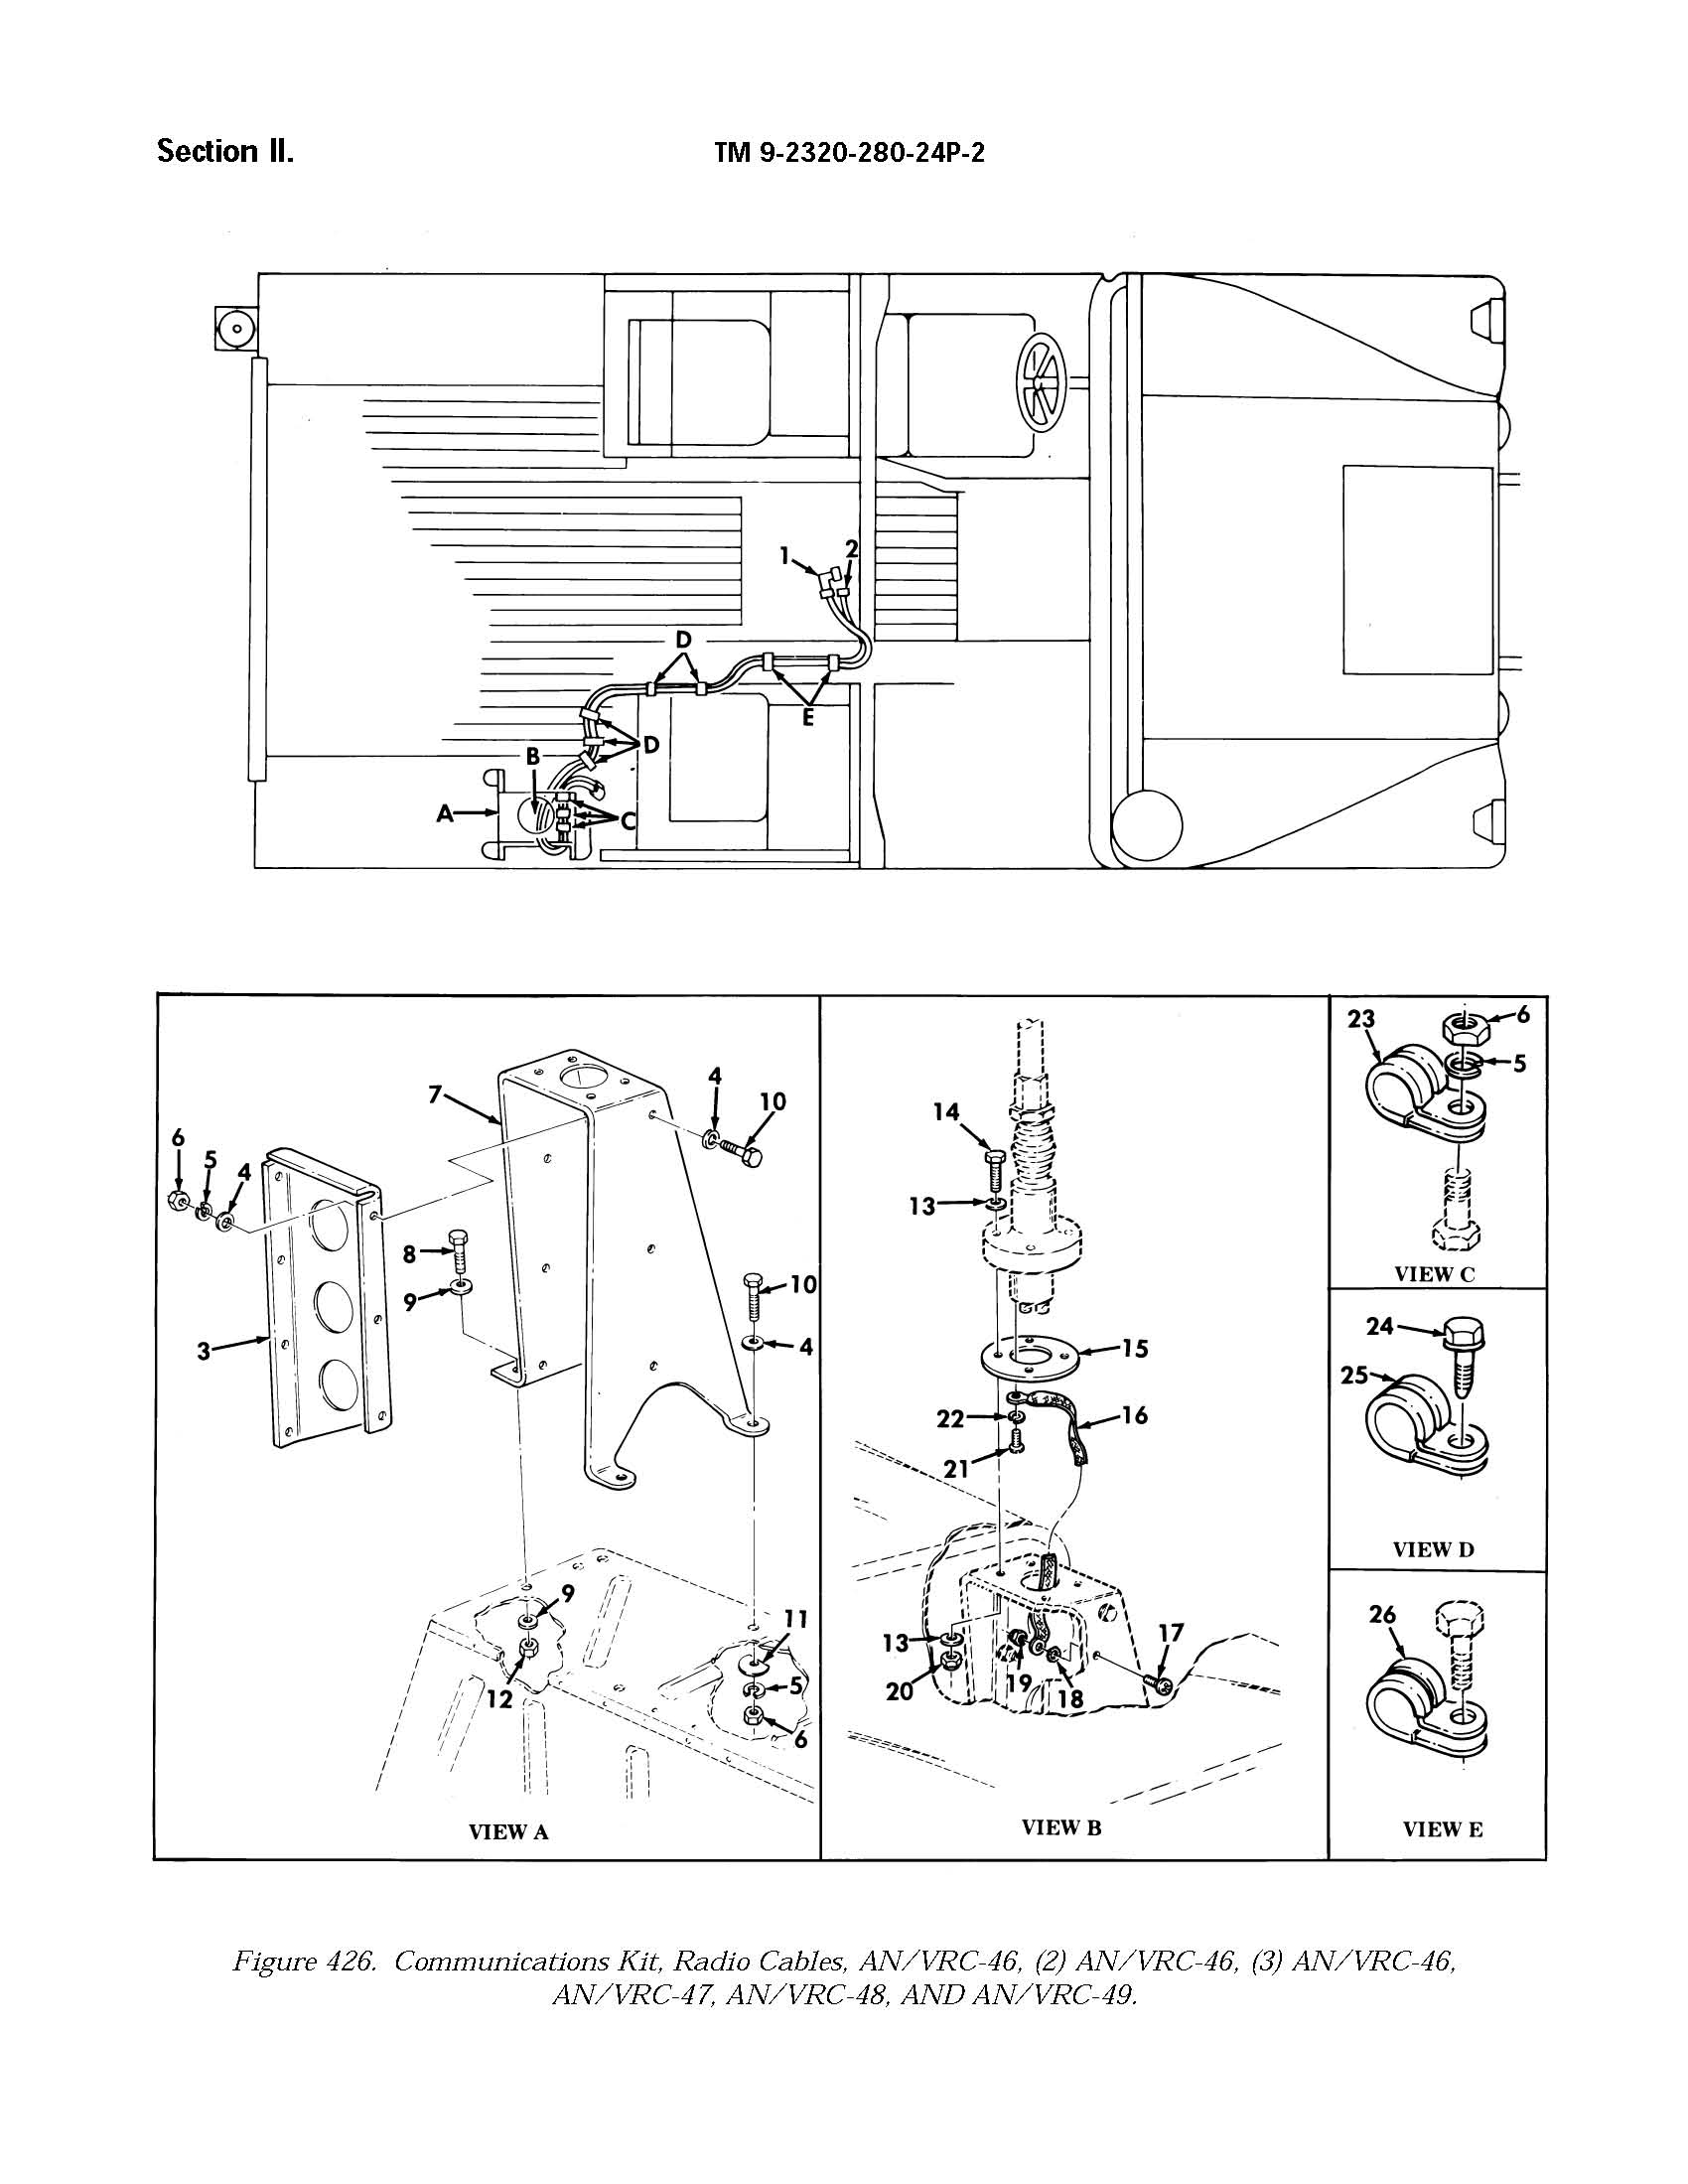 Section II.
TM 9-2320-280-24P-2
1
2
D
E
D
B
A
C
7
4
10
6
5
4
8
9
3
10
4
9
12
11
5
6
VIEW A
14
13
15
22
16
21
13
20
19
18
17
VIEW B
23
6
5
VIEW C
24
25
VIEW D
26
VIEW E
Figure 426. Communications Kit, Radio Cables, AN/VRC-46, (2) AN/VRC-46, (3) AN/VRC-46,
AN/VRC-47, AN/VRC-48, AND AN/VRC-49.